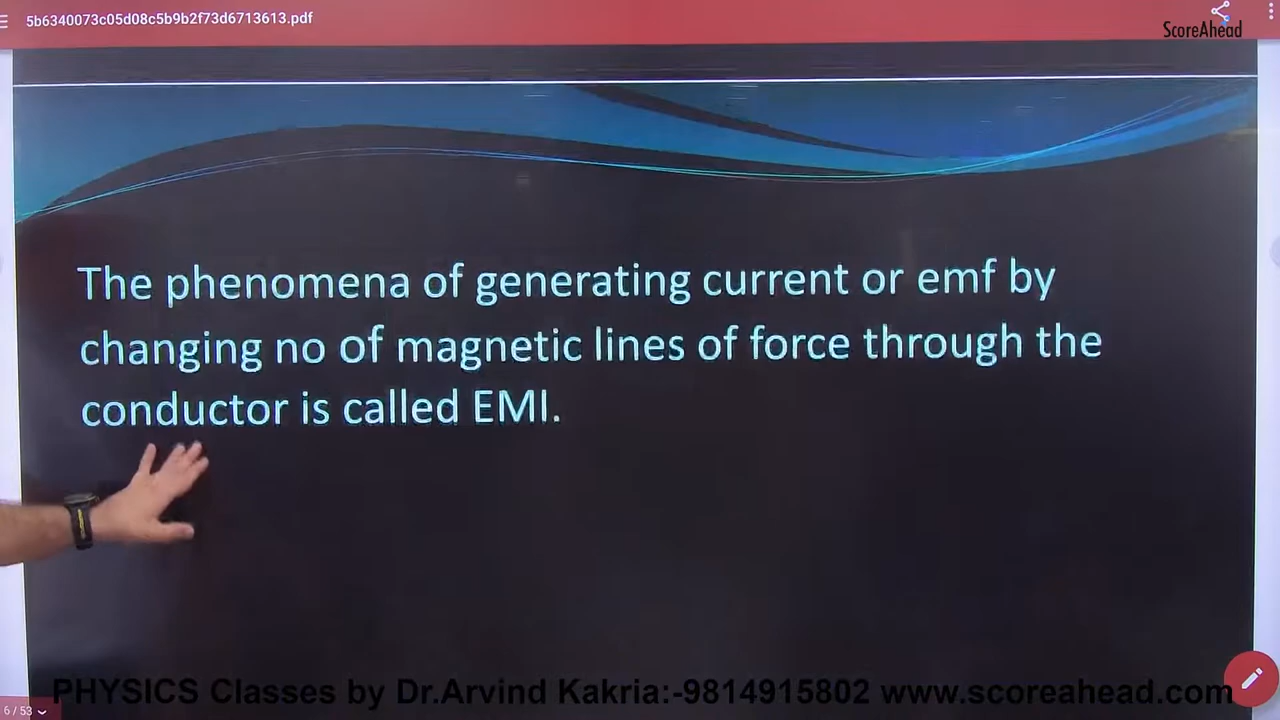 5b6340073c05d08c5b9b2f73d6713613.pdf
ScoreAhead
The phenomena of generating current or emf by
changing no of magnetic lines of force through the
conductor is called EMI.
PHYSICS Classes by Dr.Arvind Kakria:-9814915802 www.scoreahead.com
6 / 53